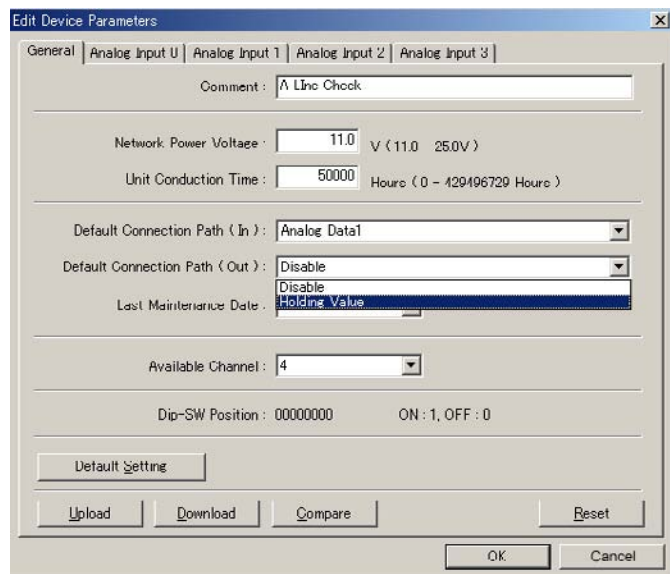 Edit Device Parameters
General Analog Input 0 Analog Input 1 Analog Input 2 Analog Input 3
Comment : A Line Check
Network Power Voltage : 11.0 V ( 11.0 25.0V )
Unit Conduction Time : 50000 Hours ( 0 - 429496729 Hours )
Default Connection Path ( In ) : Analog Data1
Default Connection Path ( Out ) : Disable
Disable
Holding Value
Last Maintenance Date :
Available Channel : 4
Dip-SW Position : 00000000 ON : 1, OFF : 0
Default Setting
Upload Download Compare Reset
OK Cancel